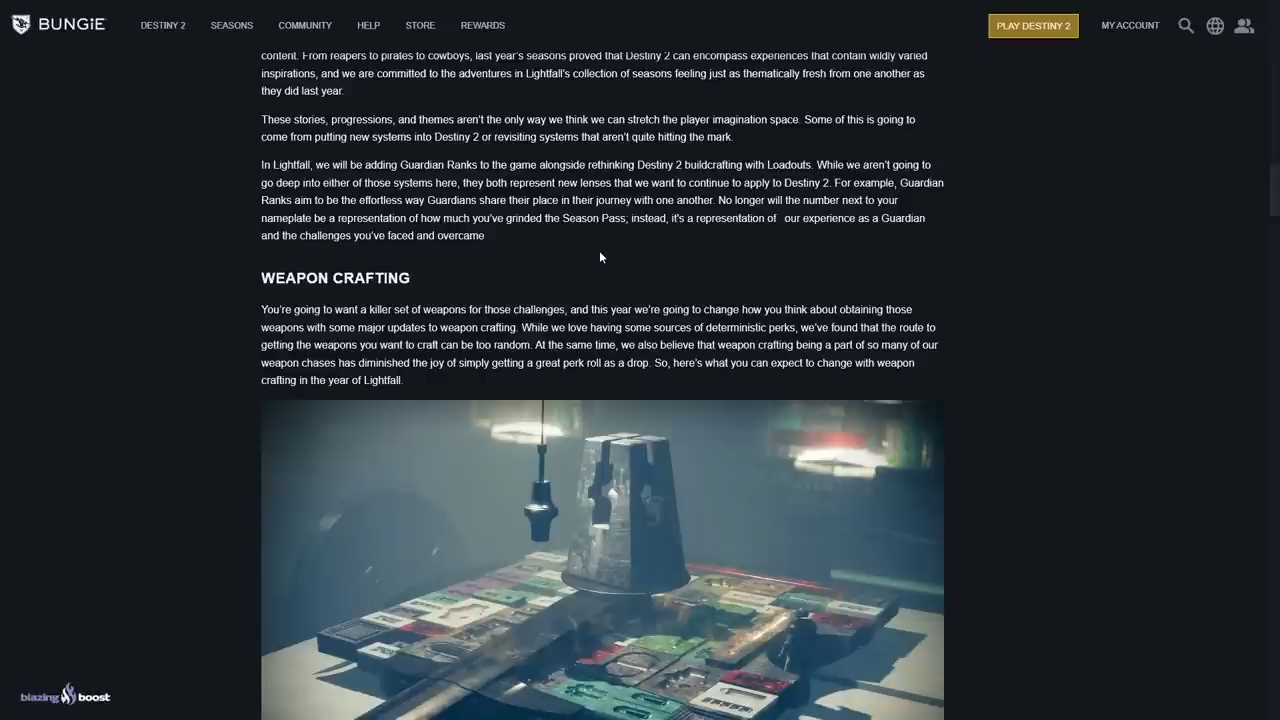 BUNGiE DESTINY 2 SEASONS COMMUNITY HELP STORE REWARDS PLAY DESTINY 2 MY ACCOUNT
content. From reapers to pirates to cowboys, last year's seasons proved that Destiny 2 can encompass experiences that contain wildly varied
inspirations, and we are committed to the adventures in Lightfall's collection of seasons feeling just as thematically fresh from one another as
they did last year.
These stories, progressions, and themes aren't the only way we think we can stretch the player imagination space. Some of this is going to
come from putting new systems into Destiny 2 or revisiting systems that aren't quite hitting the mark.
In Lightfall, we will be adding Guardian Ranks to the game alongside rethinking Destiny 2 buildcrafting with Loadouts. While we aren't going to
go deep into either of those systems here, they both represent new lenses that we want to continue to apply to Destiny 2. For example, Guardian
Ranks aim to be the effortless way Guardians share their place in their journey with one another. No longer will the number next to your
nameplate be a representation of how much you've grinded the Season Pass; instead, it's a representation of our experience as a Guardian
and the challenges you've faced and overcame
WEAPON CRAFTING
You're going to want a killer set of weapons for those challenges, and this year we're going to change how you think about obtaining those
weapons with some major updates to weapon crafting. While we love having some sources of deterministic perks, we've found that the route to
getting the weapons you want to craft can be too random. At the same time, we also believe that weapon crafting being a part of so many of our
weapon chases has diminished the joy of simply getting a great perk roll as a drop. So, here's what you can expect to change with weapon
crafting in the year of Lightfall.
blazing boost